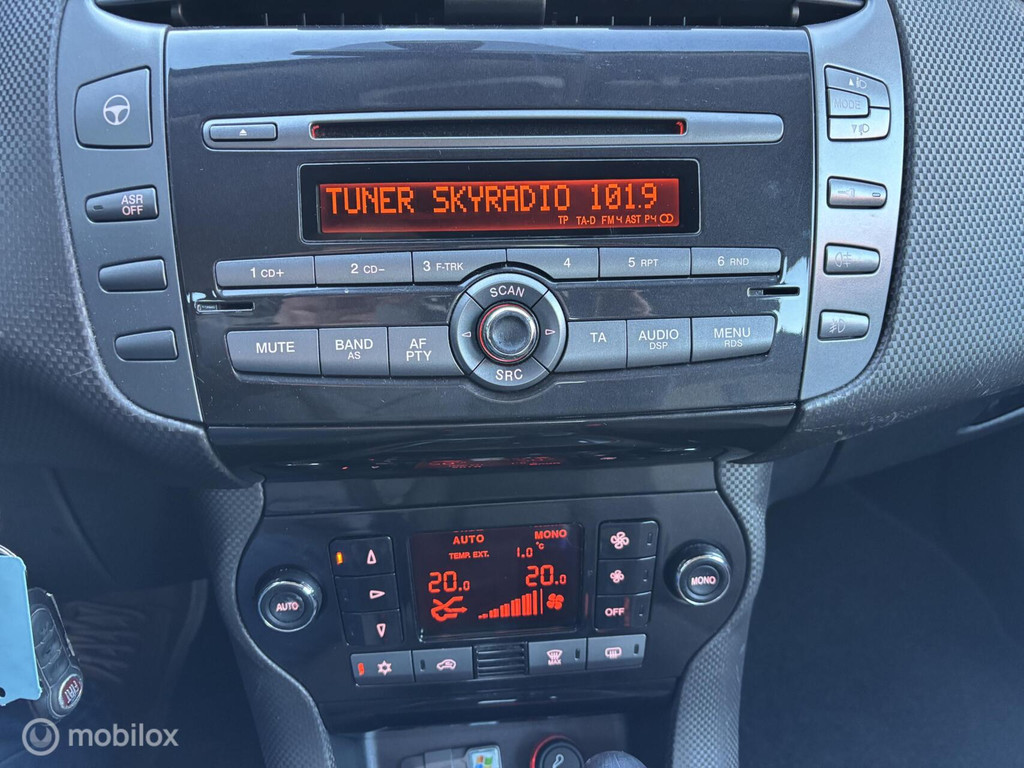 MODE
ASR
OFF
TUNER SKYRADIO 101.9
TP TA-D FM4 AST P4
1 CD+ 2 CD- 3 F-TRK 4 5 RPT 6 RND
SCAN
MUTE BAND AS AF PTY TA AUDIO DSP MENU RDS
SRC
AUTO MONO
TEMP. EXT. 1.0 °C
20.0 20.0
AUTO MONO
OFF
MAX
FIAT
mobilox